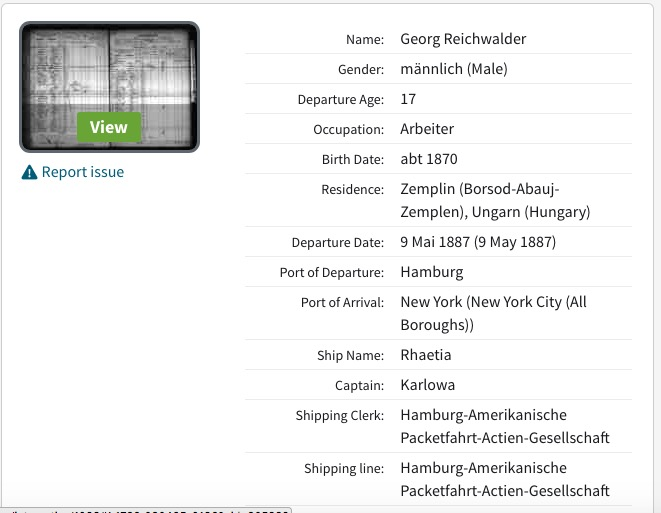 View
Report issue
Name: Georg Reichwalder
Gender: männlich (Male)
Departure Age: 17
Occupation: Arbeiter
Birth Date: abt 1870
Residence: Zemplin (Borsod-Abauj-
Zemplen), Ungarn (Hungary)
Departure Date: 9 Mai 1887 (9 May 1887)
Port of Departure: Hamburg
Port of Arrival: New York (New York City (All
Boroughs))
Ship Name: Rhaetia
Captain: Karlowa
Shipping Clerk: Hamburg-Amerikanische
Packetfahrt-Actien-Gesellschaft
Shipping line: Hamburg-Amerikanische
Packetfahrt-Actien-Gesellschaft